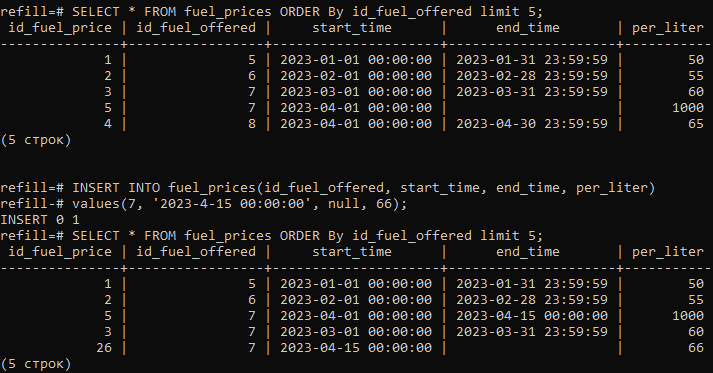 refill=# SELECT * FROM fuel_prices ORDER By id_fuel_offered limit 5;
 id_fuel_price | id_fuel_offered |     start_time      |      end_time       | per_liter
---------------+-----------------+---------------------+---------------------+-----------
             1 |               5 | 2023-01-01 00:00:00 | 2023-01-31 23:59:59 |        50
             2 |               6 | 2023-02-01 00:00:00 | 2023-02-28 23:59:59 |        55
             3 |               7 | 2023-03-01 00:00:00 | 2023-03-31 23:59:59 |        60
             5 |               7 | 2023-04-01 00:00:00 |                     |      1000
             4 |               8 | 2023-04-01 00:00:00 | 2023-04-30 23:59:59 |        65
(5 строк)
refill=# INSERT INTO fuel_prices(id_fuel_offered, start_time, end_time, per_liter)
refill-# values(7, '2023-4-15 00:00:00', null, 66);
INSERT 0 1
refill=# SELECT * FROM fuel_prices ORDER By id_fuel_offered limit 5;
 id_fuel_price | id_fuel_offered |     start_time      |      end_time       | per_liter
---------------+-----------------+---------------------+---------------------+-----------
             1 |               5 | 2023-01-01 00:00:00 | 2023-01-31 23:59:59 |        50
             2 |               6 | 2023-02-01 00:00:00 | 2023-02-28 23:59:59 |        55
             5 |               7 | 2023-04-01 00:00:00 | 2023-04-15 00:00:00 |      1000
             3 |               7 | 2023-03-01 00:00:00 | 2023-03-31 23:59:59 |        60
            26 |               7 | 2023-04-15 00:00:00 |                     |        66
(5 строк)